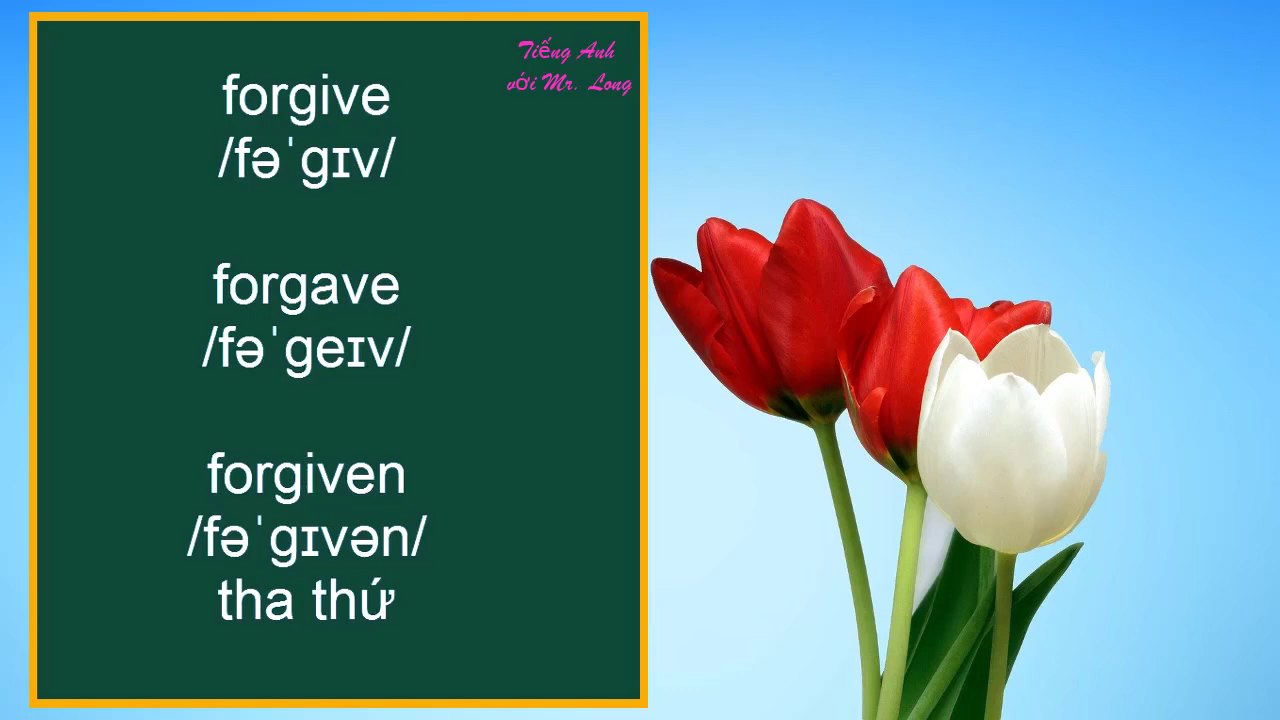 Tiếng Anh
với Mr. Long
forgive
/fəˈɡɪv/
forgave
/fəˈɡeɪv/
forgiven
/fəˈɡɪvən/
tha thứ